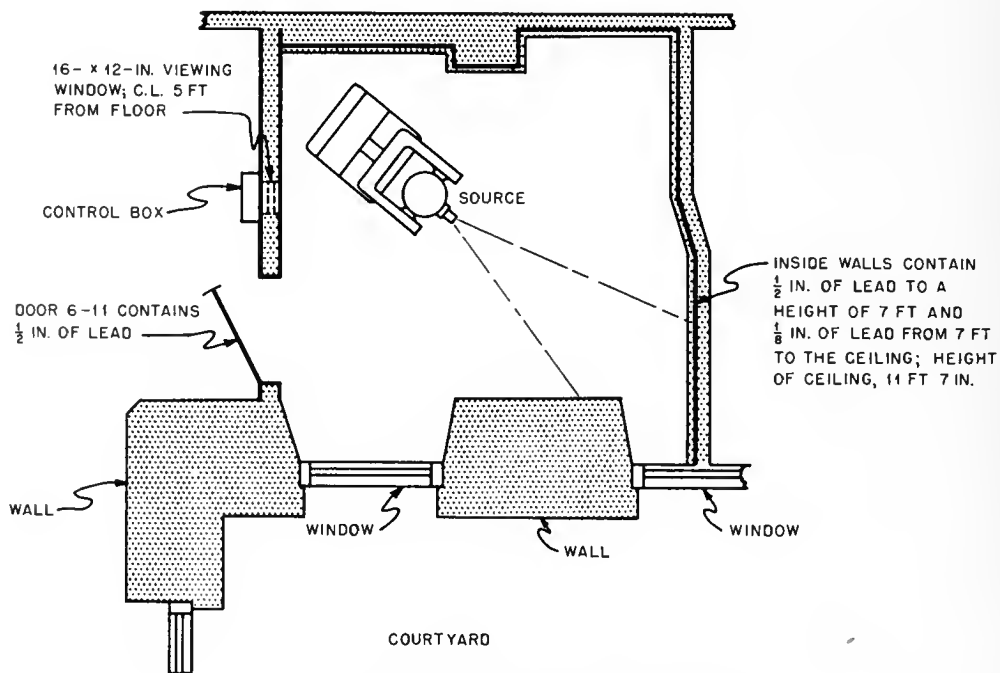 16- × 12-IN. VIEWING
WINDOW; C.L. 5 FT
FROM FLOOR
CONTROL BOX
SOURCE
DOOR 6-11 CONTAINS
1/2 IN. OF LEAD
INSIDE WALLS CONTAIN
1/2 IN. OF LEAD TO A
HEIGHT OF 7 FT AND
1/8 IN. OF LEAD FROM 7 FT
TO THE CEILING; HEIGHT
OF CEILING, 11 FT 7 IN.
WALL
WINDOW
WALL
WINDOW
COURTYARD